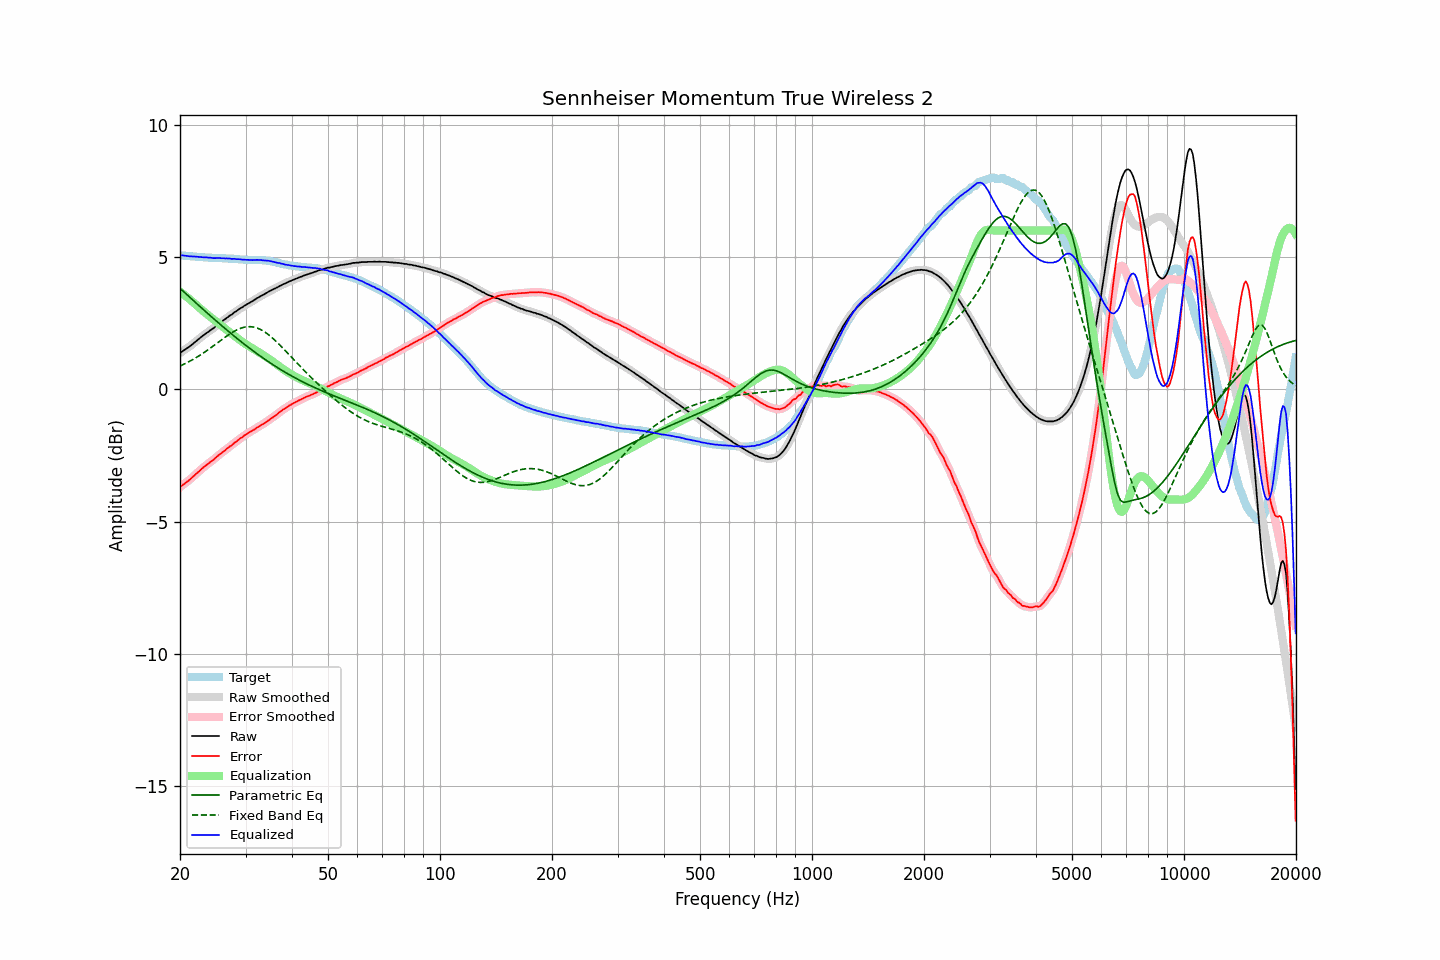 Sennheiser Momentum True Wireless 2
10
5
0
−5
−10
−15
Amplitude (dBr)
Target
Raw Smoothed
Error Smoothed
Raw
Error
Equalization
Parametric Eq
Fixed Band Eq
Equalized
20 50 100 200 500 1000 2000 5000 10000 20000
Frequency (Hz)